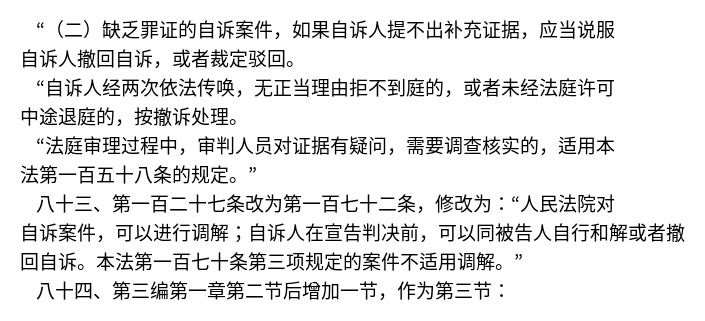 “（二）缺乏罪证的自诉案件，如果自诉人提不出补充证据，应当说服
自诉人撤回自诉，或者裁定驳回。
“自诉人经两次依法传唤，无正当理由拒不到庭的，或者未经法庭许可
中途退庭的，按撤诉处理。
“法庭审理过程中，审判人员对证据有疑问，需要调查核实的，适用本
法第一百五十八条的规定。”
八十三、第一百二十七条改为第一百七十二条，修改为：“人民法院对
自诉案件，可以进行调解；自诉人在宣告判决前，可以同被告人自行和解或者撤
回自诉。本法第一百七十条第三项规定的案件不适用调解。”
八十四、第三编第一章第二节后增加一节，作为第三节：